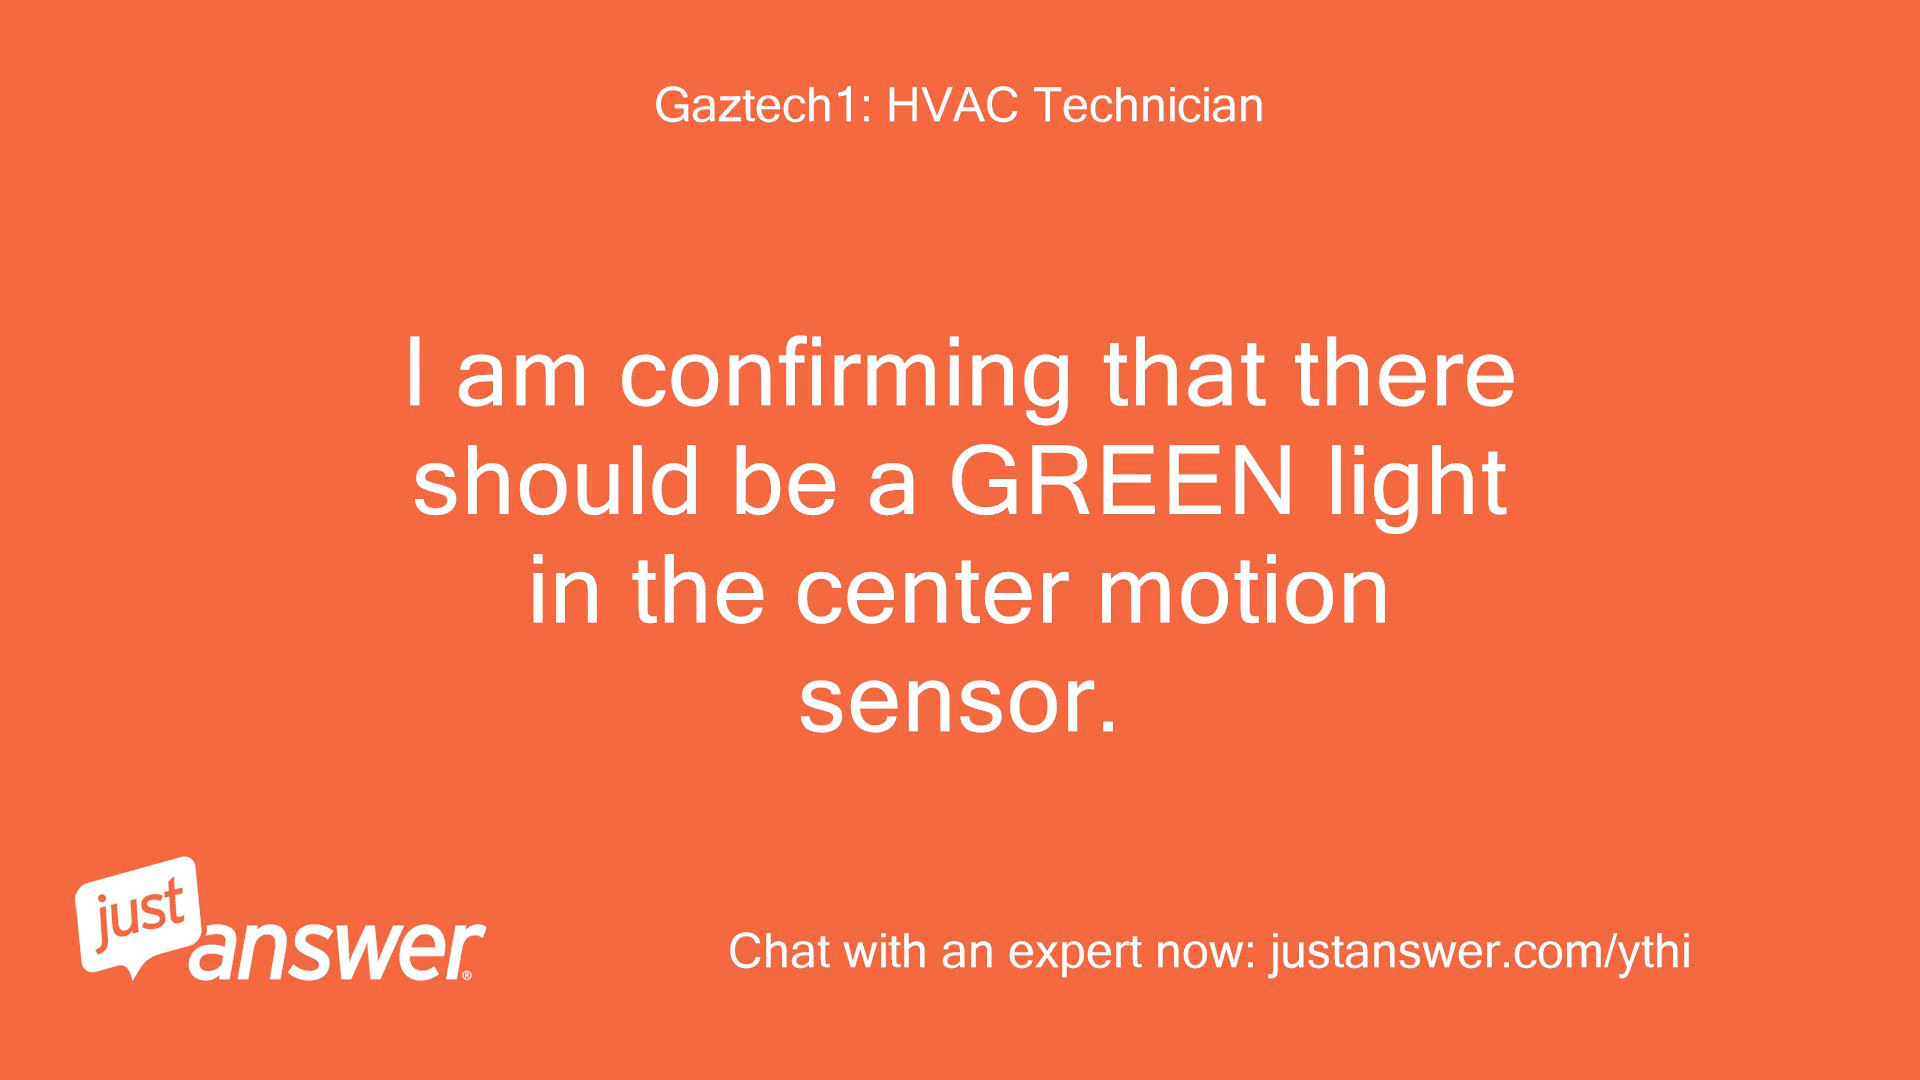 Gaztech1: HVAC Technician
I am confirming that there
should be a GREEN light
in the center motion
sensor.
just
answer®
Chat with an expert now: justanswer.com/ythi